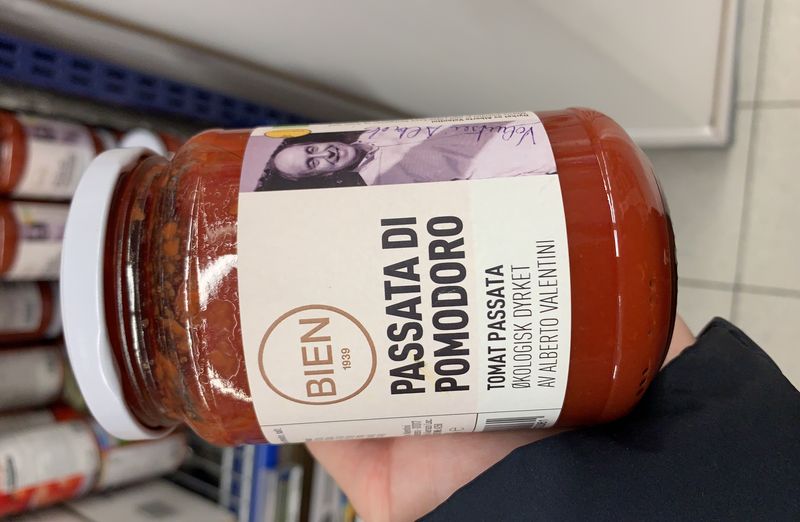 BIEN
1939
PASSATA DI
POMODORO
TOMAT PASSATA
ØKOLOGISK DYRKET
AV ALBERTO VALENTINI